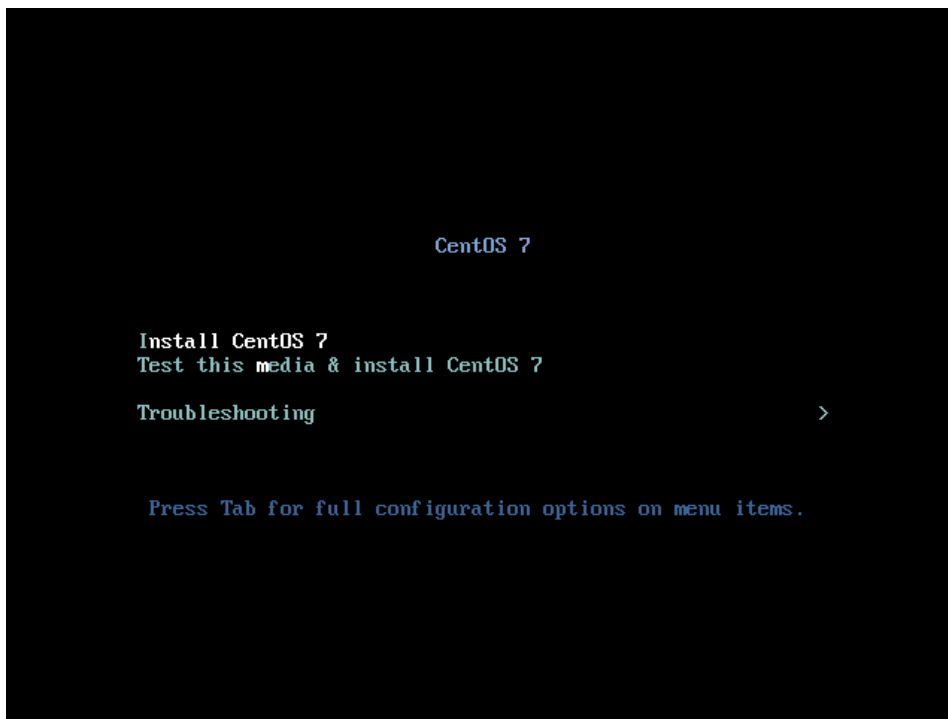 CentOS 7
Install CentOS 7
Test this media & install CentOS 7
Troubleshooting >
Press Tab for full configuration options on menu items.